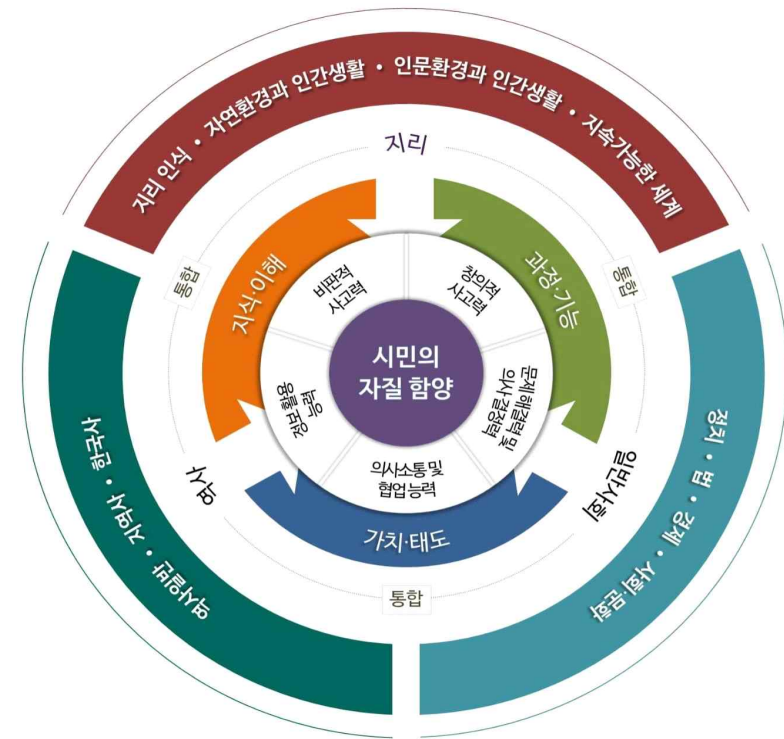 지리 인식 • 자연환경과 인간생활 • 인문환경과 인간생활 • 지속가능한 세계
지리
통합
통합
지식·이해
과정·기능
비판적
사고력
창의적
사고력
시민의
자질 함양
정보 활용
능력
문제 해결력 및
의사 결정력
의사소통 및
협업 능력
역사
일반사회
가치·태도
통합
역사일반 • 지역사 • 한국사
정치 • 법 • 경제 • 사회·문화